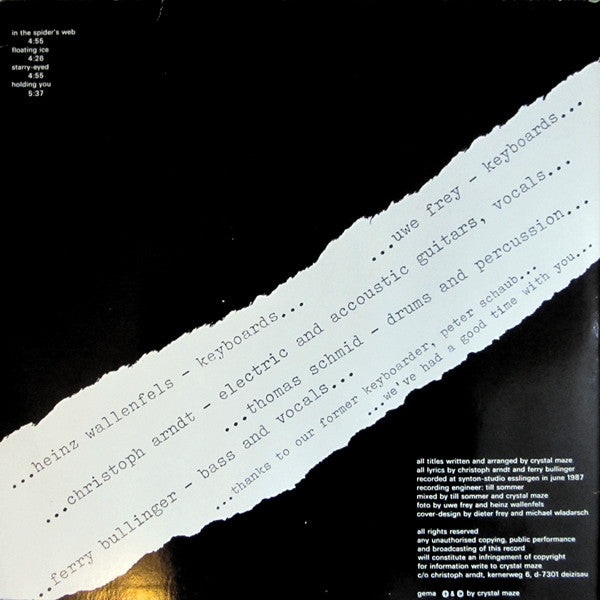 in the spider's web
4:55
floating ice
4:26
starry-eyed
4:55
holding you
5:37
...uwe frey - keyboards...
...heinz wallenfels - keyboards...
...christoph arndt - electric and accoustic guitars, vocals...
...thomas schmid - drums and percussion...
..ferry bullinger - bass and vocals...
...thanks to our former keyboarder, peter schaub...
...we've had a good time with you...
all titles written and arranged by crystal maze
all lyrics by christoph arndt and ferry bullinger
recorded at synton-studio esslingen in june 1987
recording engineer: till sommer
mixed by till sommer and crystal maze
foto by uwe frey and heinz wallenfels
cover-design by dieter frey and michael wladarsch
all rights reserved
any unauthorised copying, public performance
and broadcasting of this record
will constitute an infringement of copyright
for information write to crystal maze
c/o christoph arndt, kernerweg 6, d-7301 deizisau
gema ℗ & © by crystal maze